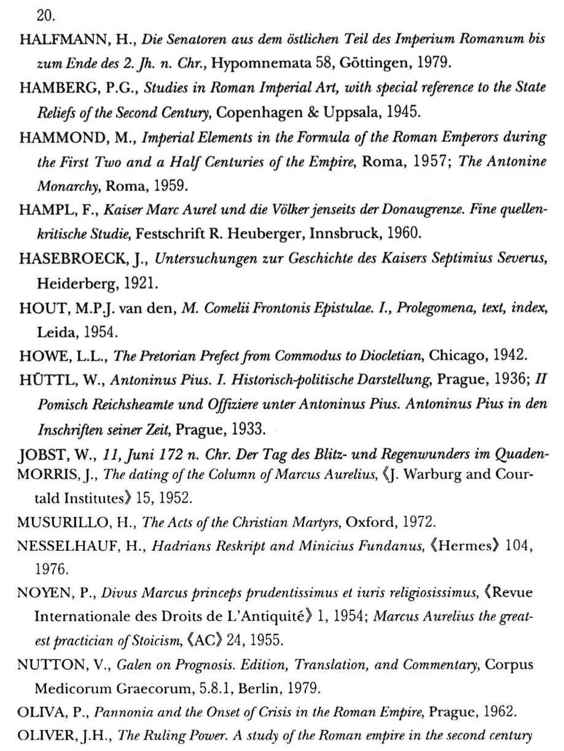 20.
HALFMANN, H., Die Senatoren aus dem östlichen Teil des Imperium Romanum bis
zum Ende des 2. Jh. n. Chr., Hypomnemata 58, Göttingen, 1979.
HAMBERG, P.G., Studies in Roman Imperial Art, with special reference to the State
Reliefs of the Second Century, Copenhagen & Uppsala, 1945.
HAMMOND, M., Imperial Elements in the Formula of the Roman Emperors during
the First Two and a Half Centuries of the Empire, Roma, 1957; The Antonine
Monarchy, Roma, 1959.
HAMPL, F., Kaiser Marc Aurel und die Völker jenseits der Donaugrenze. Fine quellen-
kritische Studie, Festschrift R. Heuberger, Innsbruck, 1960.
HASEBROECK, J., Untersuchungen zur Geschichte des Kaisers Septimius Severus,
Heiderberg, 1921.
HOUT, M.P.J. van den, M. Comelii Frontonis Epistulae. I., Prolegomena, text, index,
Leida, 1954.
HOWE, L.L., The Pretorian Prefect from Commodus to Diocletian, Chicago, 1942.
HŪTTL, W., Antoninus Pius. I. Historisch-politische Darstellung, Prague, 1936; II
Pomisch Reichsheamte und Offiziere unter Antoninus Pius. Antoninus Pius in den
Inschriften seiner Zeit, Prague, 1933.
JOBST, W., 11, Juni 172 n. Chr. Der Tag des Blitz- und Regenwunders im Quaden-
MORRIS, J., The dating of the Column of Marcus Aurelius, 《J. Warburg and Cour-
tald Institutes》 15, 1952.
MUSURILLO, H., The Acts of the Christian Martyrs, Oxford, 1972.
NESSELHAUF, H., Hadrians Reskript and Minicius Fundanus, 《Hermes》 104,
1976.
NOYEN, P., Divus Marcus princeps prudentissimus et iuris religiosissimus, 《Revue
Internationale des Droits de L'Antiquité》 1, 1954; Marcus Aurelius the great-
est practician of Stoicism, 《AC》 24, 1955.
NUTTON, V., Galen on Prognosis. Edition, Translation, and Commentary, Corpus
Medicorum Graecorum, 5.8.1, Berlin, 1979.
OLIVA, P., Pannonia and the Onset of Crisis in the Roman Empire, Prague, 1962.
OLIVER, J.H., The Ruling Power. A study of the Roman empire in the second century